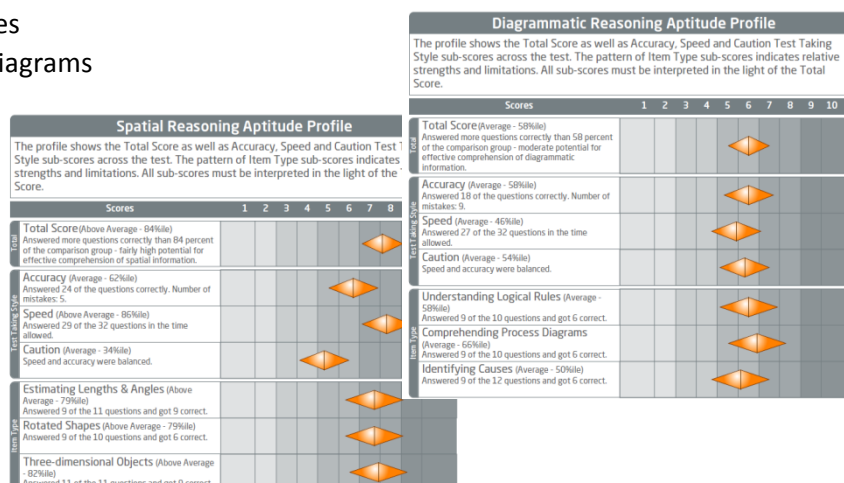 es
iagrams
Spatial Reasoning Aptitude Profile
The profile shows the Total Score as well as Accuracy, Speed and Caution Test
Style sub-scores across the test. The pattern of Item Type sub-scores indicates
strengths and limitations. All sub-scores must be interpreted in the light of the
Score.
Scores 1 2 3 4 5 6 7 8
Total
Total Score(Above Average - 84%ile)
Answered more questions correctly than 84 percent
of the comparison group - fairly high potential for
effective comprehension of spatial information.
Test Taking Style
Accuracy (Average - 62%ile)
Answered 24 of the questions correctly. Number of
mistakes: 5.
Speed (Above Average - 86%ile)
Answered 29 of the 32 questions in the time
allowed.
Caution (Average - 34%ile)
Speed and accuracy were balanced.
Item Type
Estimating Lengths & Angles (Above
Average - 79%ile)
Answered 9 of the 11 questions and got 9 correct.
Rotated Shapes (Above Average - 79%ile)
Answered 9 of the 10 questions and got 6 correct.
Three-dimensional Objects (Above Average
- 82%ile)
Answered 11 of the 11 questions and got 9 correct.
Diagrammatic Reasoning Aptitude Profile
The profile shows the Total Score as well as Accuracy, Speed and Caution Test Taking
Style sub-scores across the test. The pattern of Item Type sub-scores indicates relative
strengths and limitations. All sub-scores must be interpreted in the light of the Total
Score.
Scores 1 2 3 4 5 6 7 8 9 10
Total
Total Score(Average - 58%ile)
Answered more questions correctly than 58 percent
of the comparison group - moderate potential for
effective comprehension of diagrammatic
information.
Test Taking Style
Accuracy (Average - 58%ile)
Answered 18 of the questions correctly. Number of
mistakes: 9.
Speed (Average - 46%ile)
Answered 27 of the 32 questions in the time
allowed.
Caution (Average - 54%ile)
Speed and accuracy were balanced.
Item Type
Understanding Logical Rules (Average -
58%ile)
Answered 9 of the 10 questions and got 6 correct.
Comprehending Process Diagrams
(Average - 66%ile)
Answered 9 of the 10 questions and got 6 correct.
Identifying Causes (Average - 50%ile)
Answered 9 of the 12 questions and got 6 correct.